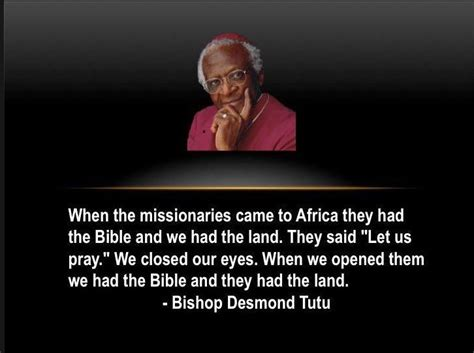 When the missionaries came to Africa they had
the Bible and we had the land. They said "Let us
pray." We closed our eyes. When we opened them
we had the Bible and they had the land.
- Bishop Desmond Tutu